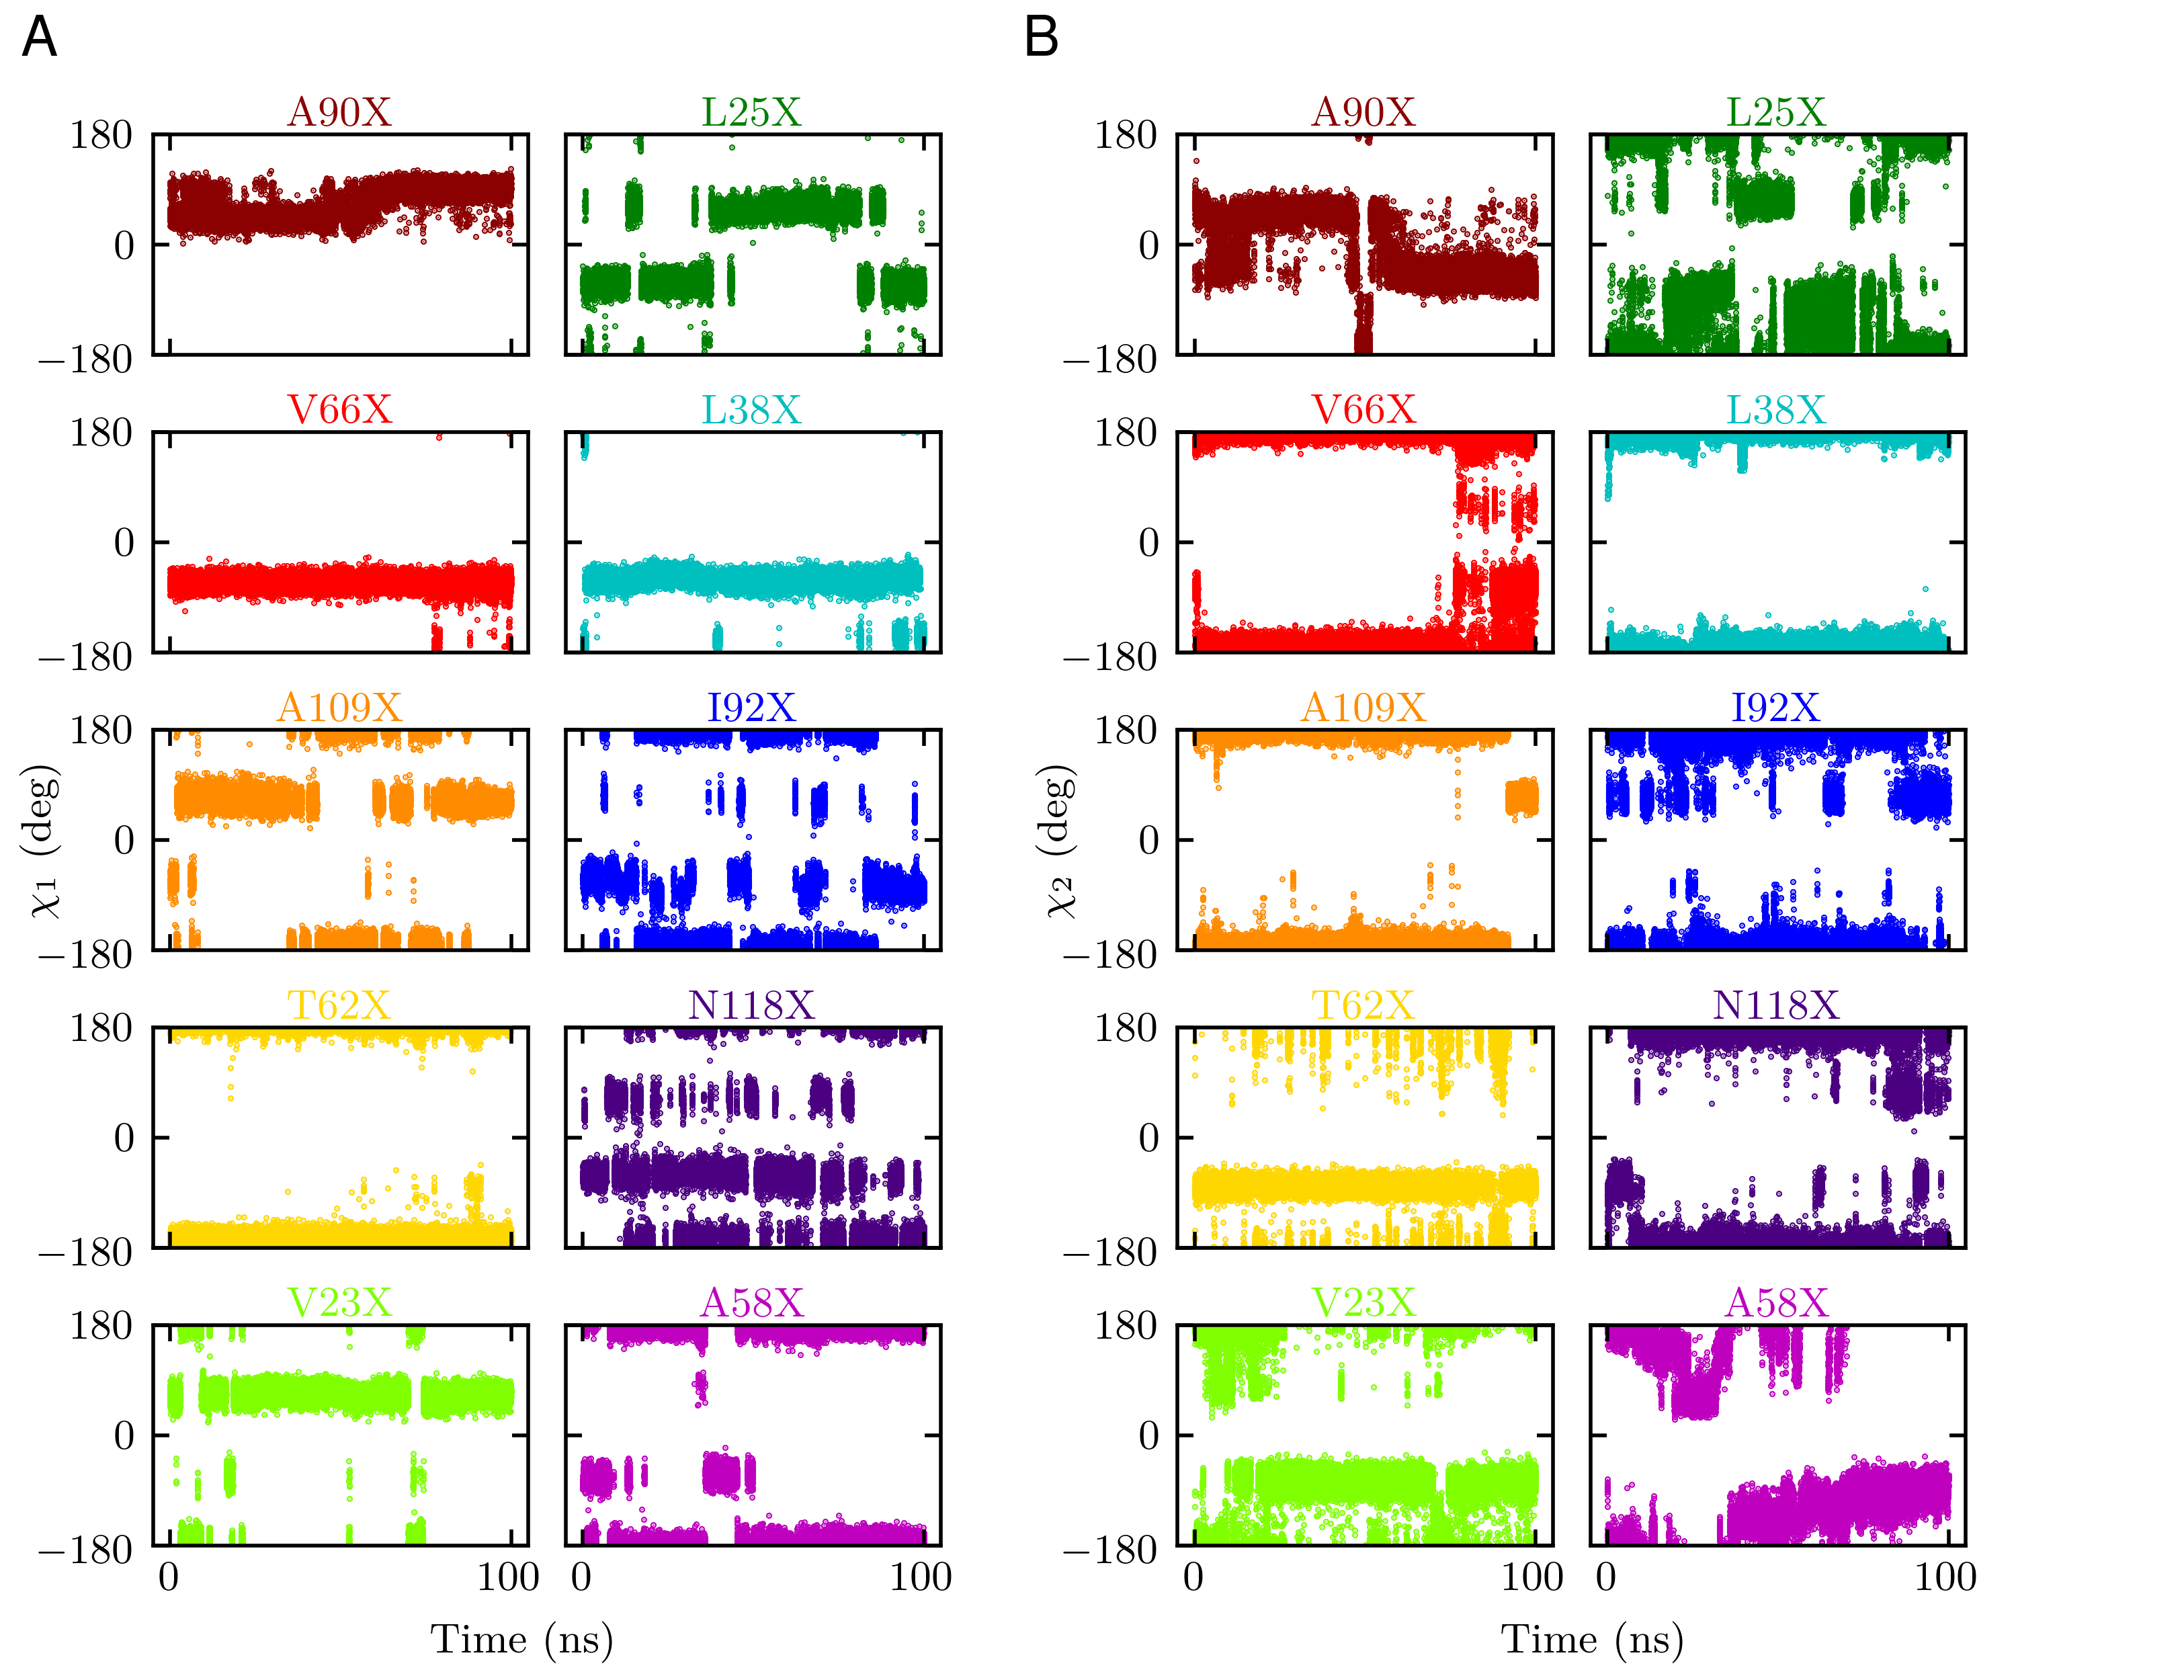 A
B
A90X L25X A90X L25X
180 180
0 0
−180 −180
V66X L38X V66X L38X
180 180
0 0
−180 −180
A109X I92X A109X I92X
180 180
0 0
−180 −180
T62X N118X T62X N118X
180 180
0 0
−180 −180
V23X A58X V23X A58X
180 180
0 0
−180 −180
χ1 (deg)
χ2 (deg)
0 100 0 100 0 100 0 100
Time (ns) Time (ns)